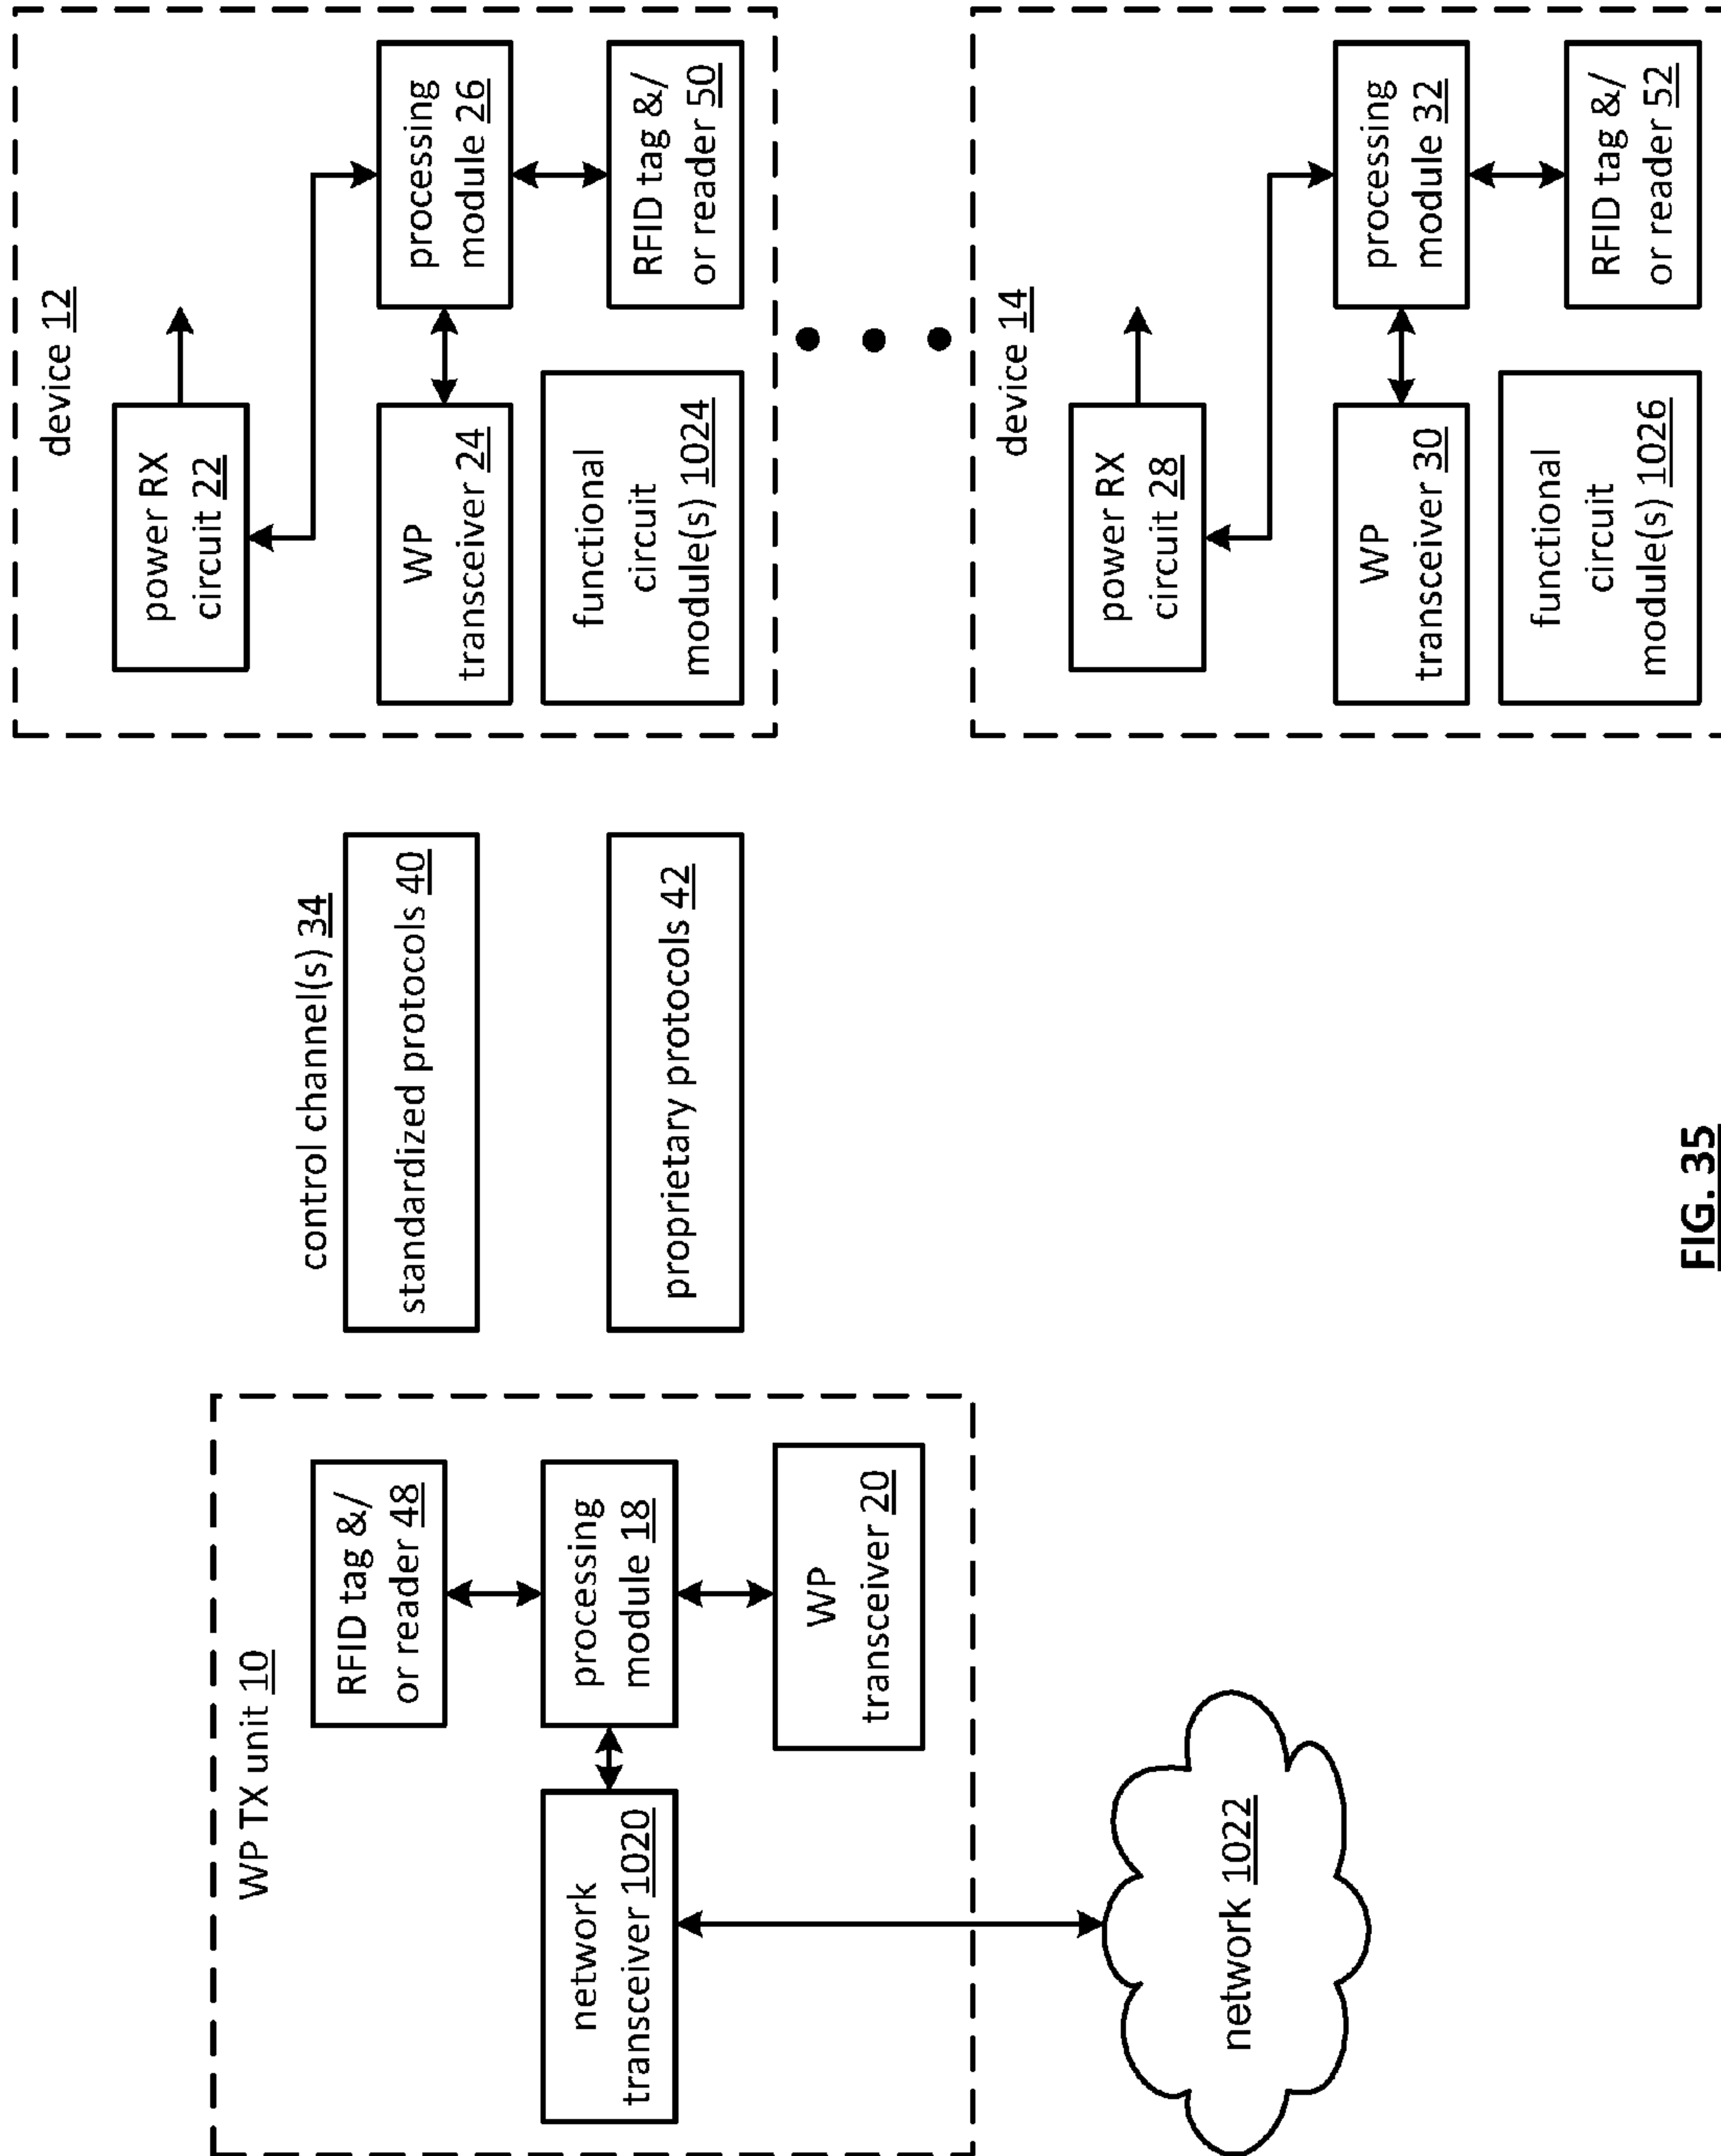 WP TX unit 10
RFID tag &/
or reader 48
network
transceiver 1020
processing
module 18
WP
transceiver 20
network 1022
control channel(s) 34
standardized protocols 40
proprietary protocols 42
device 12
power RX
circuit 22
WP
transceiver 24
processing
module 26
functional
circuit
module(s) 1024
RFID tag &/
or reader 50
device 14
power RX
circuit 28
WP
transceiver 30
processing
module 32
functional
circuit
module(s) 1026
RFID tag &/
or reader 52
FIG. 35